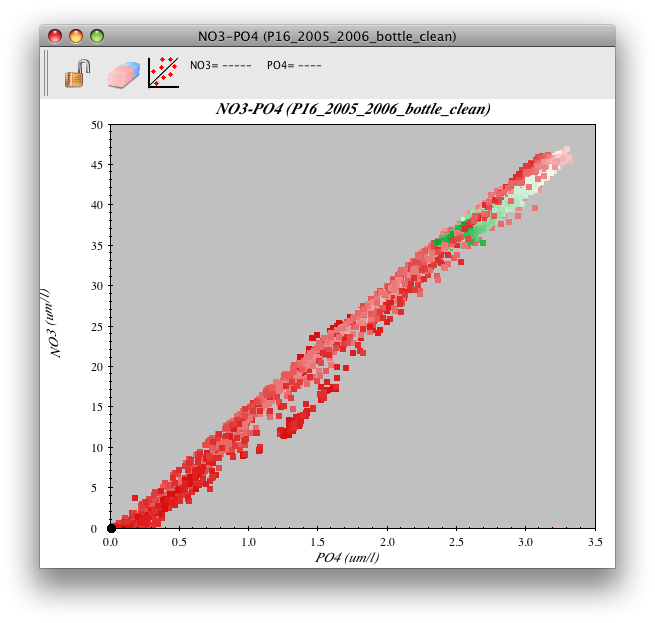 NO3-PO4 (P16_2005_2006_bottle_clean)
NO3= ----- PO4= ----
NO3-PO4 (P16_2005_2006_bottle_clean)
50
45
40
35
30
25
20
15
10
5
0
NO3 (um/l)
0.0 0.5 1.0 1.5 2.0 2.5 3.0 3.5
PO4 (um/l)